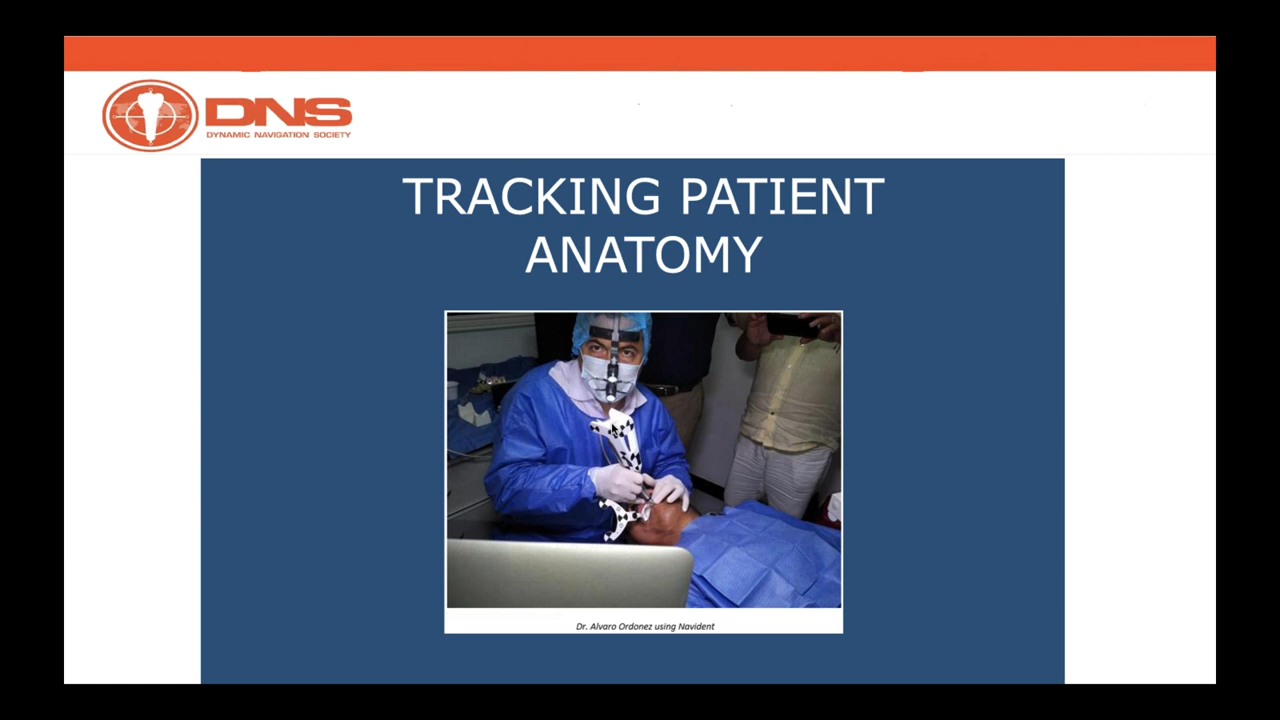 DNS
DYNAMIC NAVIGATION SOCIETY
TRACKING PATIENT
ANATOMY
Dr. Alvaro Ordonez using Navident